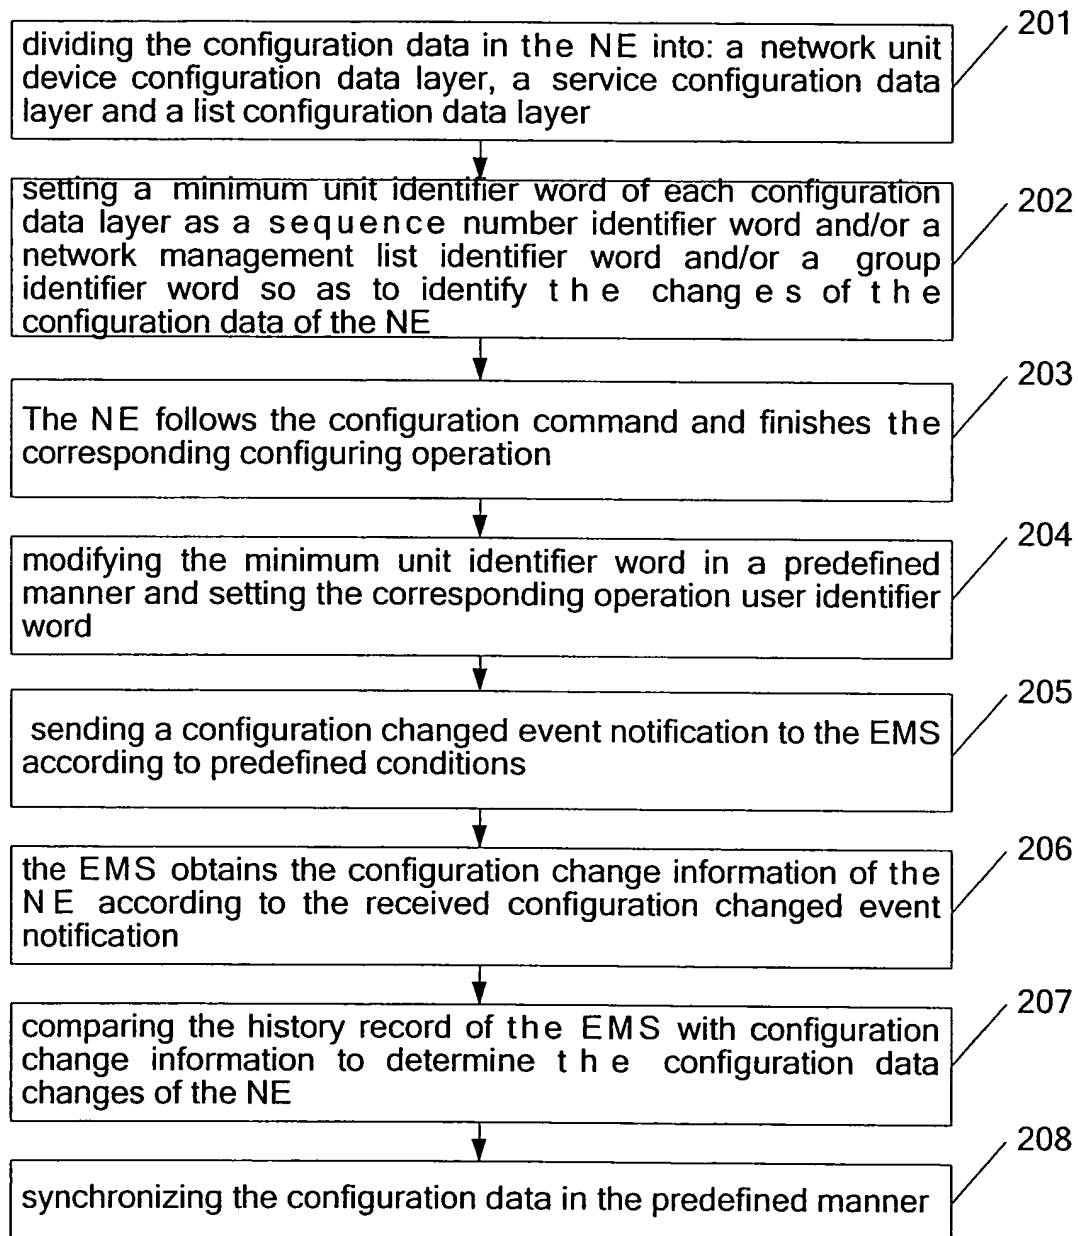 201
dividing the configuration data in the NE into: a network unit
device configuration data layer, a service configuration data
layer and a list configuration data layer
202
setting a minimum unit identifier word of each configuration
data layer as a sequence number identifier word and/or a
network management list identifier word and/or a group
identifier word so as to identify the changes of the
configuration data of the NE
203
The NE follows the configuration command and finishes the
corresponding configuring operation
204
modifying the minimum unit identifier word in a predefined
manner and setting the corresponding operation user identifier
word
205
sending a configuration changed event notification to the EMS
according to predefined conditions
206
the EMS obtains the configuration change information of the
NE according to the received configuration changed event
notification
207
comparing the history record of the EMS with configuration
change information to determine the configuration data
changes of the NE
208
synchronizing the configuration data in the predefined manner